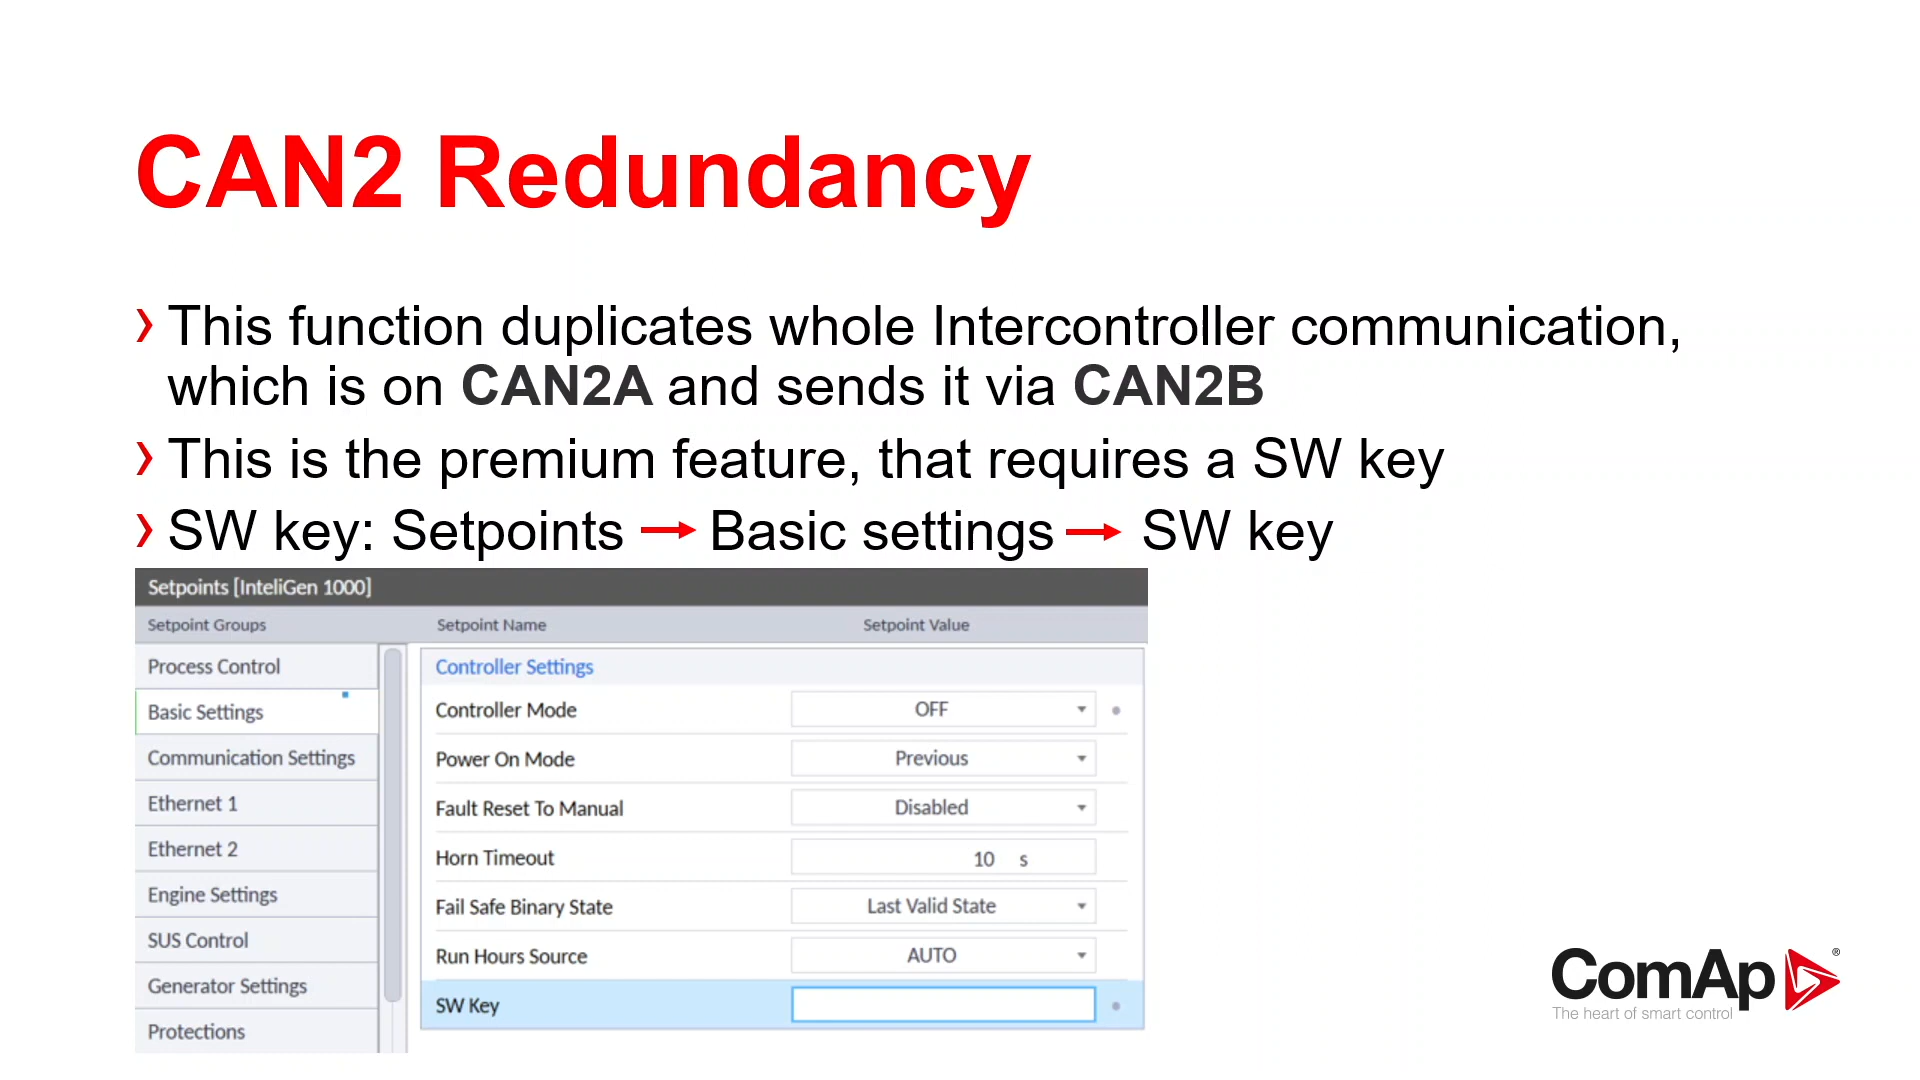 CAN2 Redundancy
› This function duplicates whole Intercontroller communication,
which is on CAN2A and sends it via CAN2B
› This is the premium feature, that requires a SW key
› SW key: Setpoints → Basic settings → SW key
Setpoints [InteliGen 1000]
Setpoint Groups Setpoint Name Setpoint Value
Process Control
Basic Settings
Communication Settings
Ethernet 1
Ethernet 2
Engine Settings
SUS Control
Generator Settings
Protections
Controller Settings
Controller Mode OFF
Power On Mode Previous
Fault Reset To Manual Disabled
Horn Timeout 10 s
Fail Safe Binary State Last Valid State
Run Hours Source AUTO
SW Key
ComAp ®
The heart of smart control